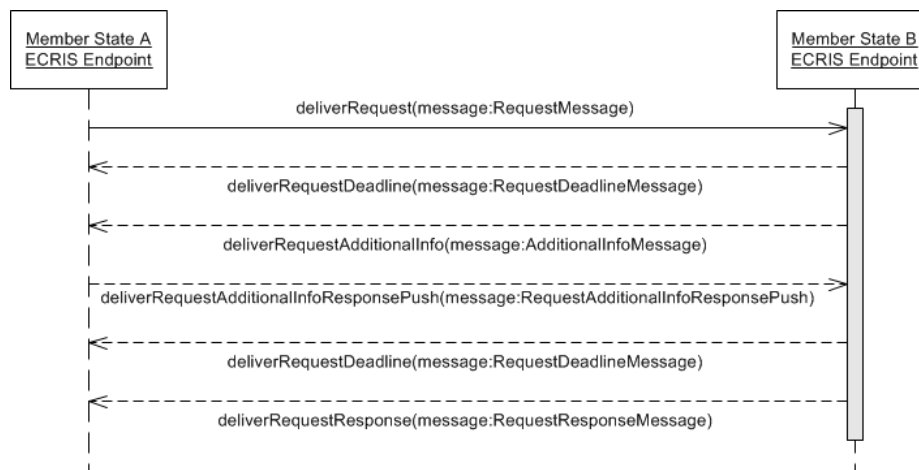 Member State A
ECRIS Endpoint
Member State B
ECRIS Endpoint
deliverRequest(message:RequestMessage)
deliverRequestDeadline(message:RequestDeadlineMessage)
deliverRequestAdditionalInfo(message:AdditionalInfoMessage)
deliverRequestAdditionalInfoResponsePush(message:RequestAdditionalInfoResponsePush)
deliverRequestDeadline(message:RequestDeadlineMessage)
deliverRequestResponse(message:RequestResponseMessage)